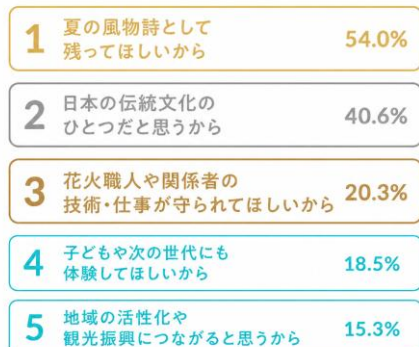 1
夏の風物詩として
残ってほしいから
54.0%
2
日本の伝統文化の
ひとつだと思うから
40.6%
3
花火職人や関係者の
技術・仕事が守られてほしいから
20.3%
4
子どもや次の世代にも
体験してほしいから
18.5%
5
地域の活性化や
観光振興につながると思うから
15.3%